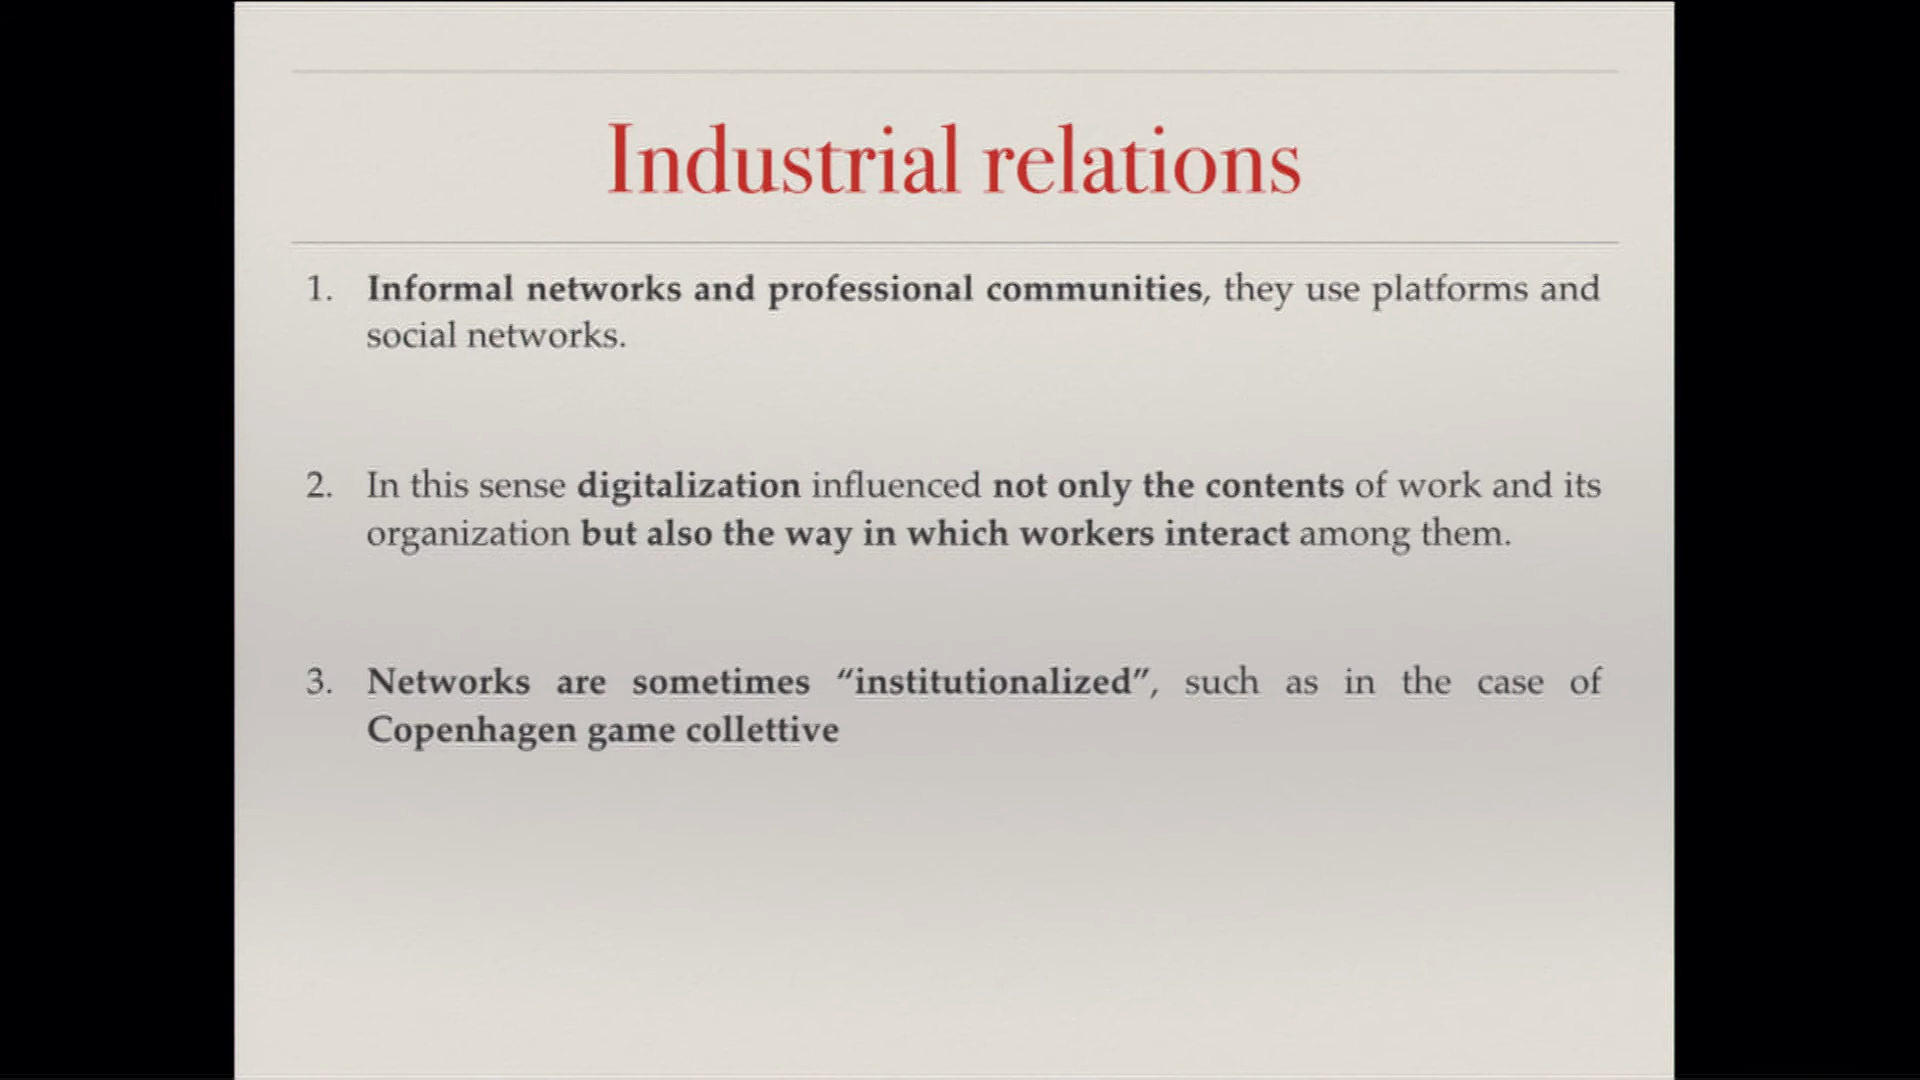 Industrial relations
1. Informal networks and professional communities, they use platforms and
social networks.
2. In this sense digitalization influenced not only the contents of work and its
organization but also the way in which workers interact among them.
3. Networks are sometimes “institutionalized”, such as in the case of
Copenhagen game collettive